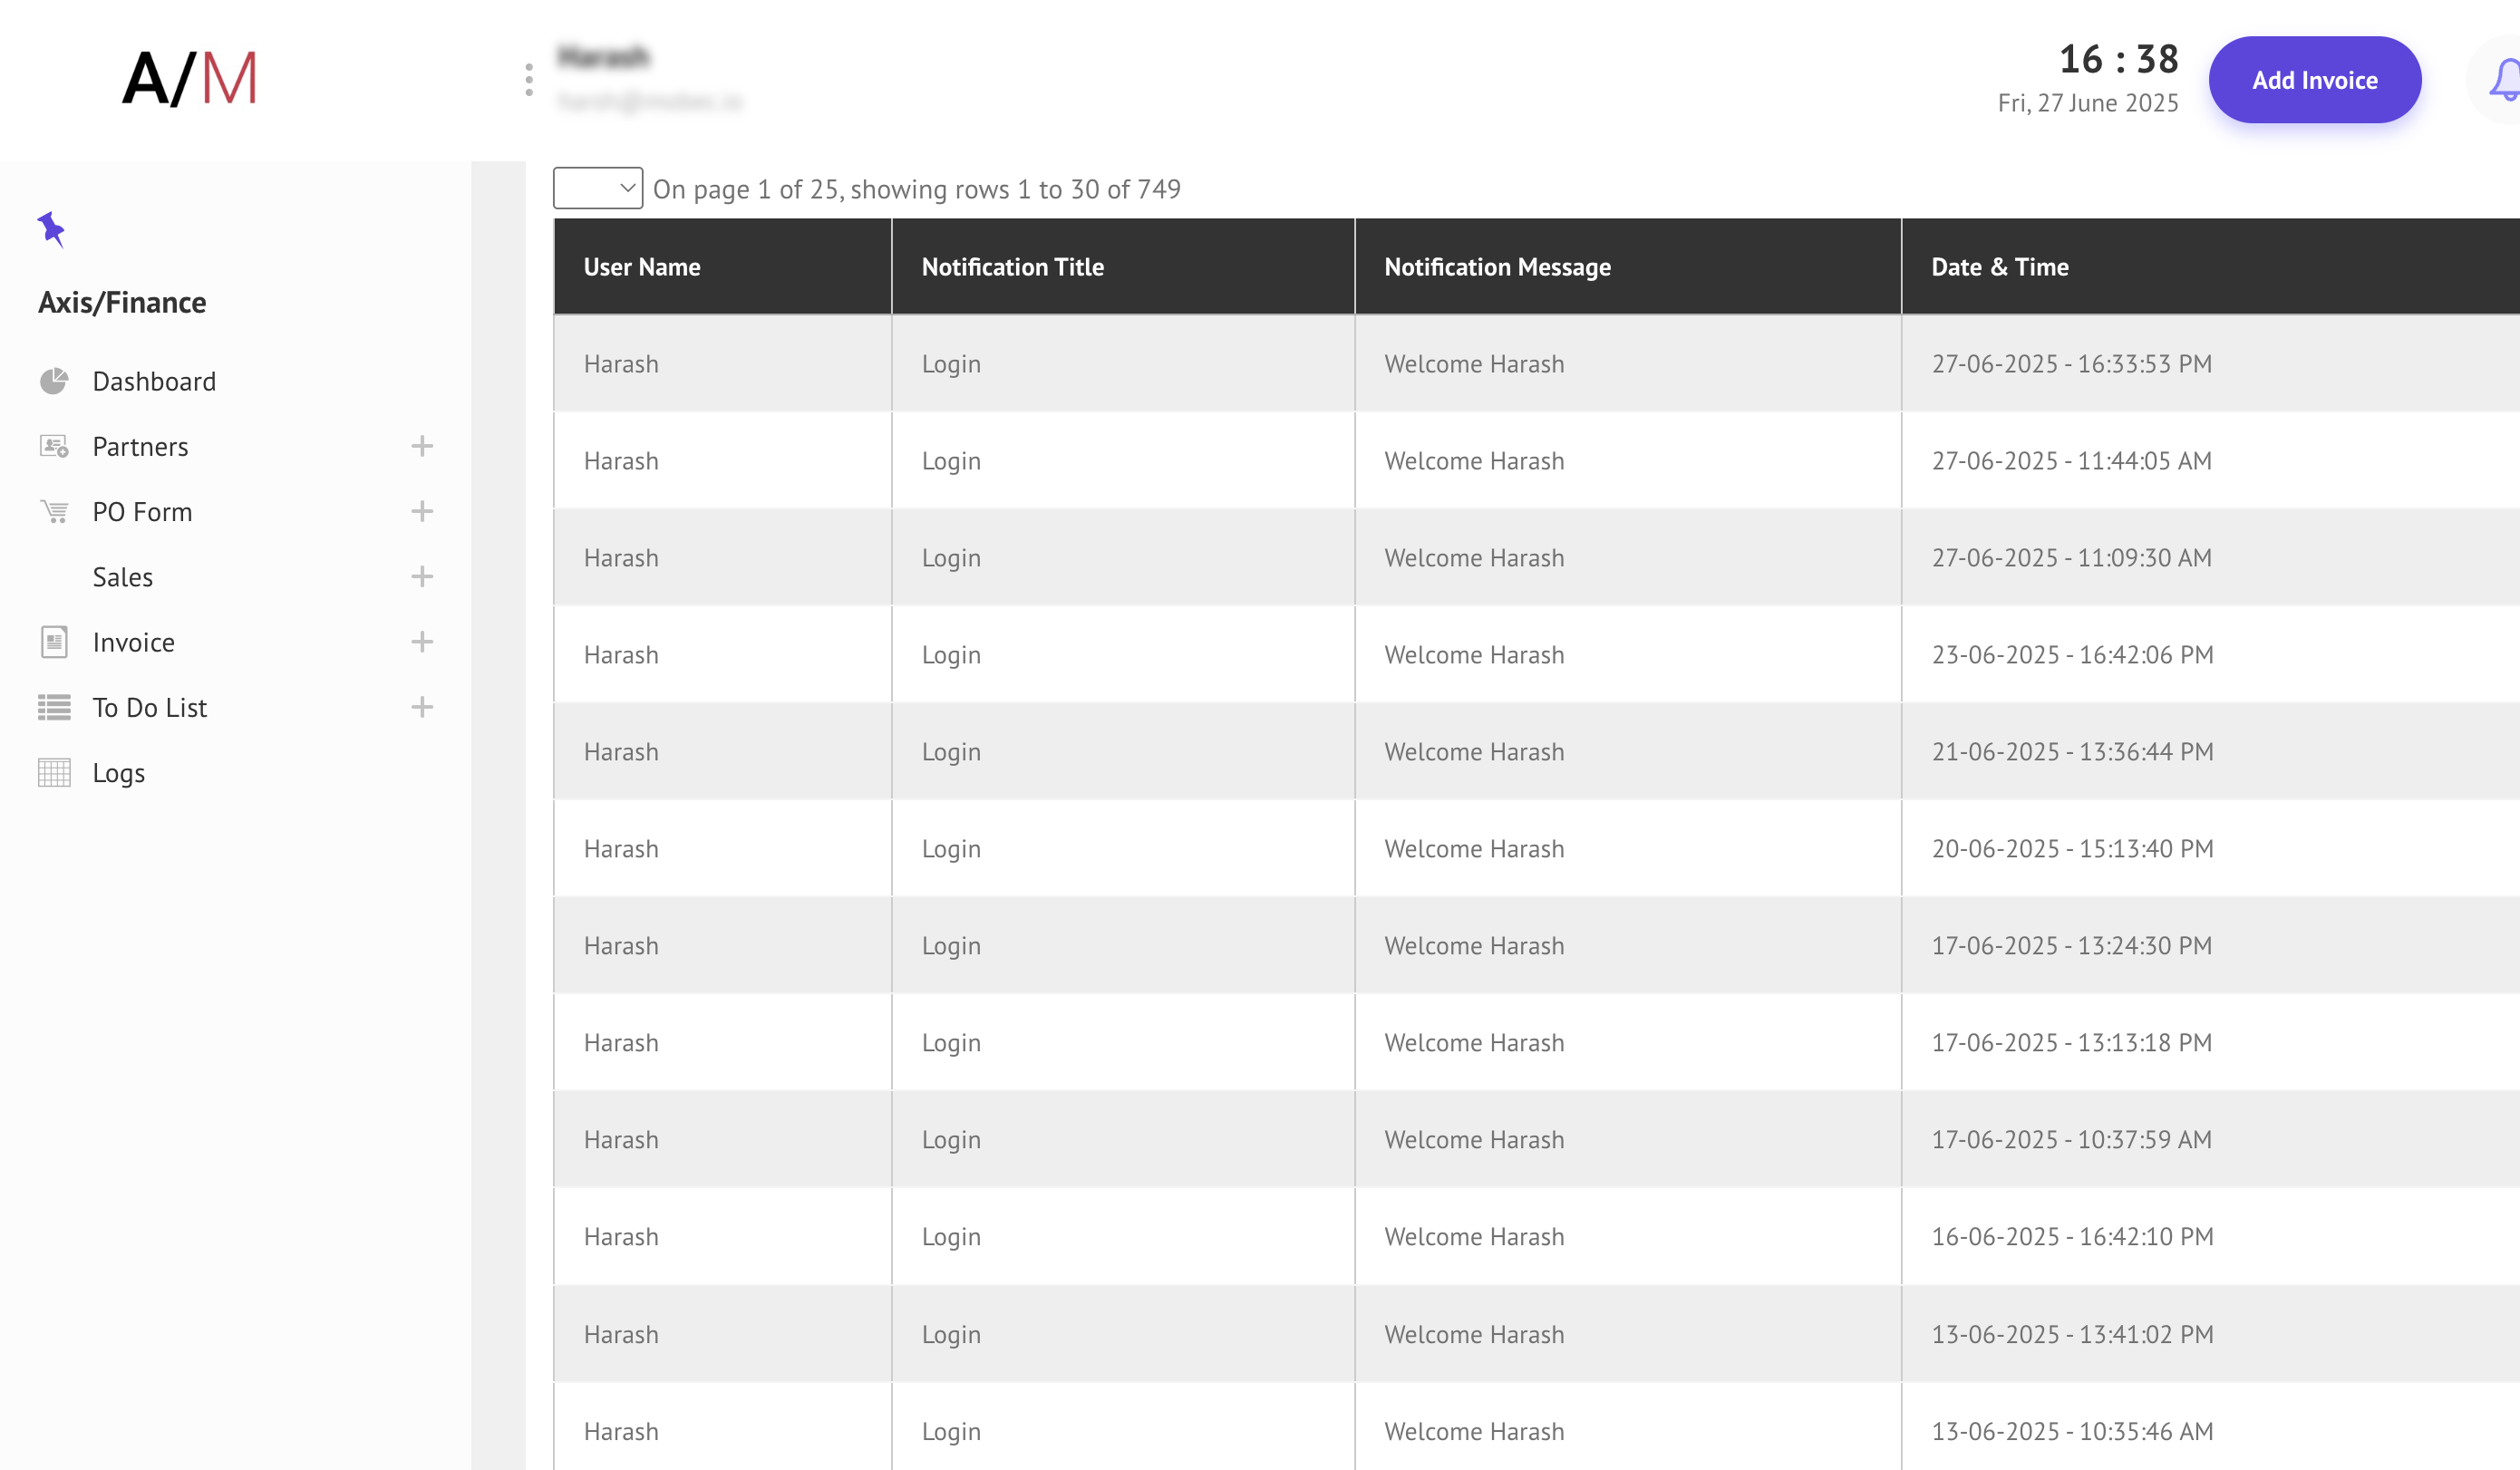 A/M
Harash
16 : 38
Fri, 27 June 2025
Add Invoice
On page 1 of 25, showing rows 1 to 30 of 749
Axis/Finance
Dashboard
Partners
PO Form
Sales
Invoice
To Do List
Logs
User Name Notification Title Notification Message Date & Time
Harash Login Welcome Harash 27-06-2025 - 16:33:53 PM
Harash Login Welcome Harash 27-06-2025 - 11:44:05 AM
Harash Login Welcome Harash 27-06-2025 - 11:09:30 AM
Harash Login Welcome Harash 23-06-2025 - 16:42:06 PM
Harash Login Welcome Harash 21-06-2025 - 13:36:44 PM
Harash Login Welcome Harash 20-06-2025 - 15:13:40 PM
Harash Login Welcome Harash 17-06-2025 - 13:24:30 PM
Harash Login Welcome Harash 17-06-2025 - 13:13:18 PM
Harash Login Welcome Harash 17-06-2025 - 10:37:59 AM
Harash Login Welcome Harash 16-06-2025 - 16:42:10 PM
Harash Login Welcome Harash 13-06-2025 - 13:41:02 PM
Harash Login Welcome Harash 13-06-2025 - 10:35:46 AM